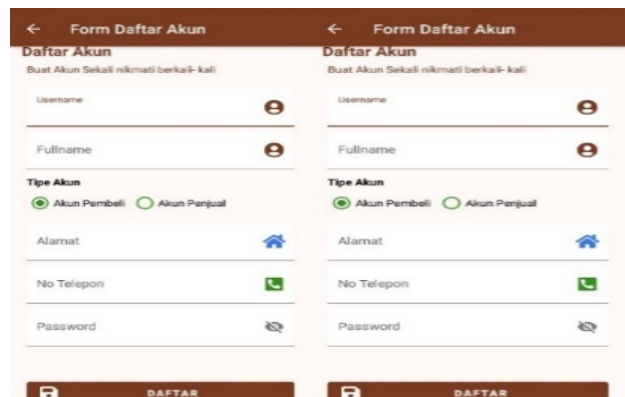 Form Daftar Akun
Daftar Akun
Buat Akun Sekali nikmati berkali- kali
Username
Fullname
Tipe Akun
Akun Pembeli Akun Penjual
Alamat
No Telepon
Password
DAFTAR
Form Daftar Akun
Daftar Akun
Buat Akun Sekali nikmati berkali- kali
Username
Fullname
Tipe Akun
Akun Pembeli Akun Penjual
Alamat
No Telepon
Password
DAFTAR